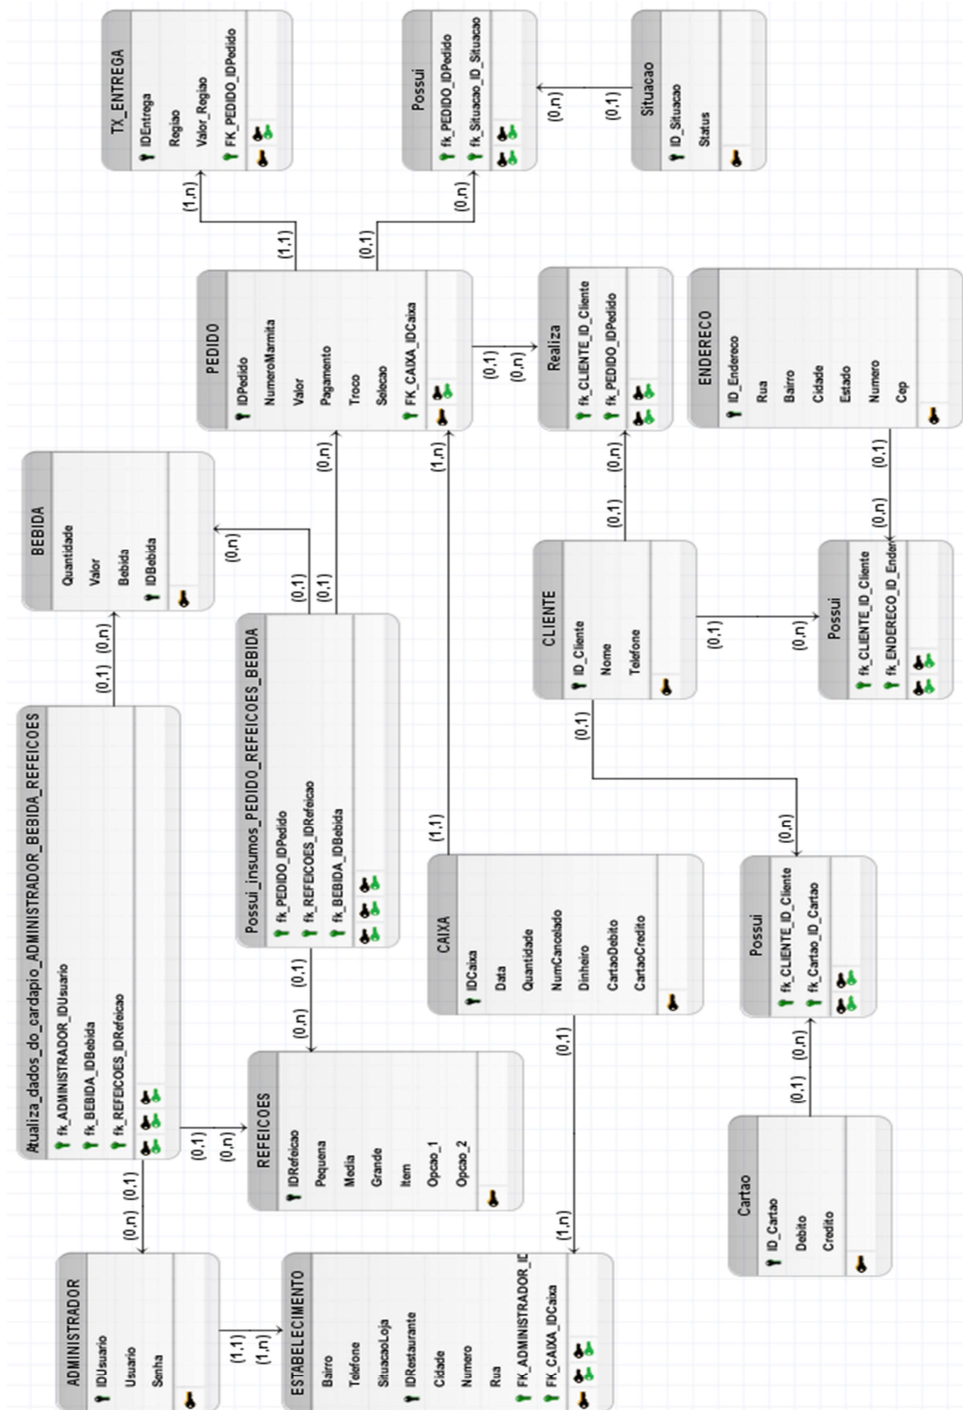 ADMINISTRADOR
IDUsuario
Usuario
Senha
(0,n)
(0,1)
Atualiza_dados_do_cardapio_ADMINISTRADOR_BEBIDA_REFEICOES
fk_ADMINISTRADOR_IDUsuario
fk_BEBIDA_IDBebida
fk_REFEICOES_IDRefeicao
(0,1)
(0,n)
BEBIDA
Quantidade
Valor
Bebida
IDBebida
TX_ENTREGA
IDEntrega
Regiao
Valor_Regiao
FK_PEDIDO_IDPedido
(1,1)
(1,n)
(0,1)
(0,n)
(0,n)
(0,1)
(0,1)
(0,n)
(1,n)
(1,1)
ESTABELECIMENTO
Bairro
Telefone
SituacaoLoja
IDRestaurante
Cidade
Numero
Rua
FK_ADMINISTRADOR_ID
FK_CAIXA_IDCaixa
REFEICOES
IDRefeicao
Pequena
Media
Grande
Item
Opcao_1
Opcao_2
(0,n)
(0,1)
Possui_insumos_PEDIDO_REFEICOES_BEBIDA
fk_PEDIDO_IDPedido
fk_REFEICOES_IDRefeicao
fk_BEBIDA_IDBebida
PEDIDO
IDPedido
NumeroMarmita
Valor
Pagamento
Troco
Selecao
FK_CAIXA_IDCaixa
(0,1)
(0,n)
Possui
fk_PEDIDO_IDPedido
fk_Situacao_ID_Situacao
(1,n)
(0,1)
CAIXA
IDCaixa
Data
Quantidade
NumCancelado
Dinheiro
CartaoDebito
CartaoCredito
(1,1)
(1,n)
(0,1)
(0,n)
(0,n)
(0,1)
CLIENTE
ID_Cliente
Nome
Telefone
(0,1)
(0,n)
Realiza
fk_CLIENTE_ID_Cliente
fk_PEDIDO_IDPedido
Situacao
ID_Situacao
Status
(0,1)
(0,1)
(0,n)
Cartao
ID_Cartao
Debito
Credito
(0,1)
(0,n)
Possui
fk_CLIENTE_ID_Cliente
fk_Cartao_ID_Cartao
(0,n)
Possui
fk_CLIENTE_ID_Cliente
fk_ENDERECO_ID_Ender
(0,n)
(0,1)
ENDERECO
ID_Endereco
Rua
Bairro
Cidade
Estado
Numero
Cep